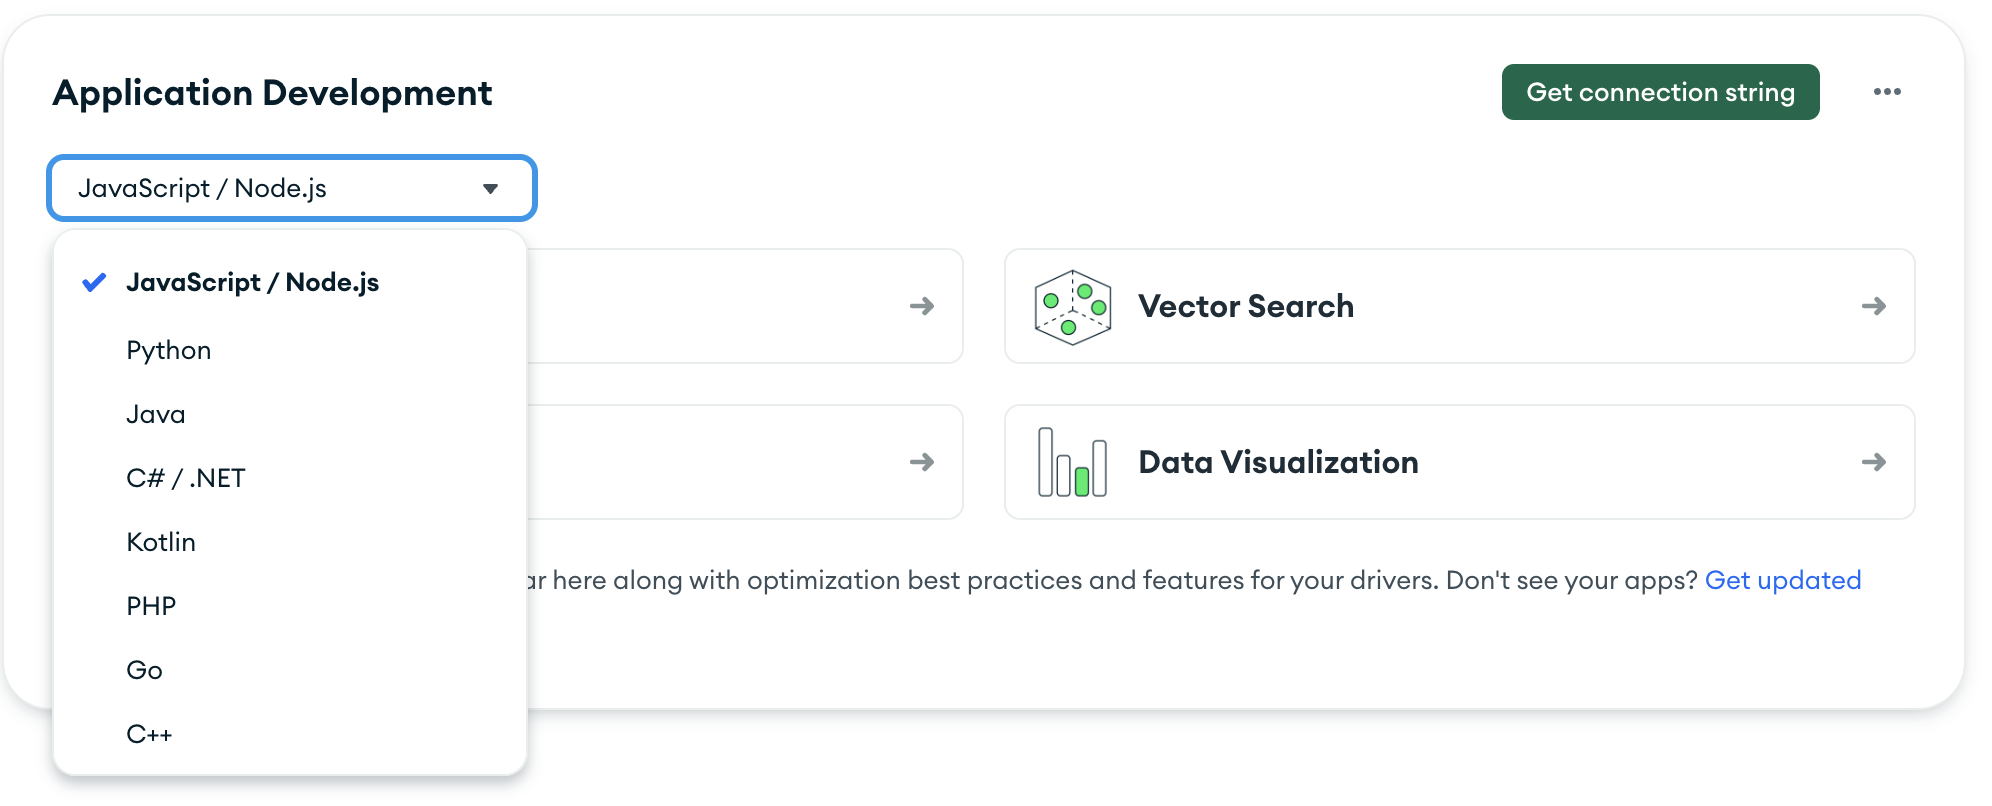 Application Development
Get connection string
JavaScript / Node.js
JavaScript / Node.js
Python
Java
C# / .NET
Kotlin
PHP
Go
C++
Vector Search
Data Visualization
here along with optimization best practices and features for your drivers. Don't see your apps? Get updated